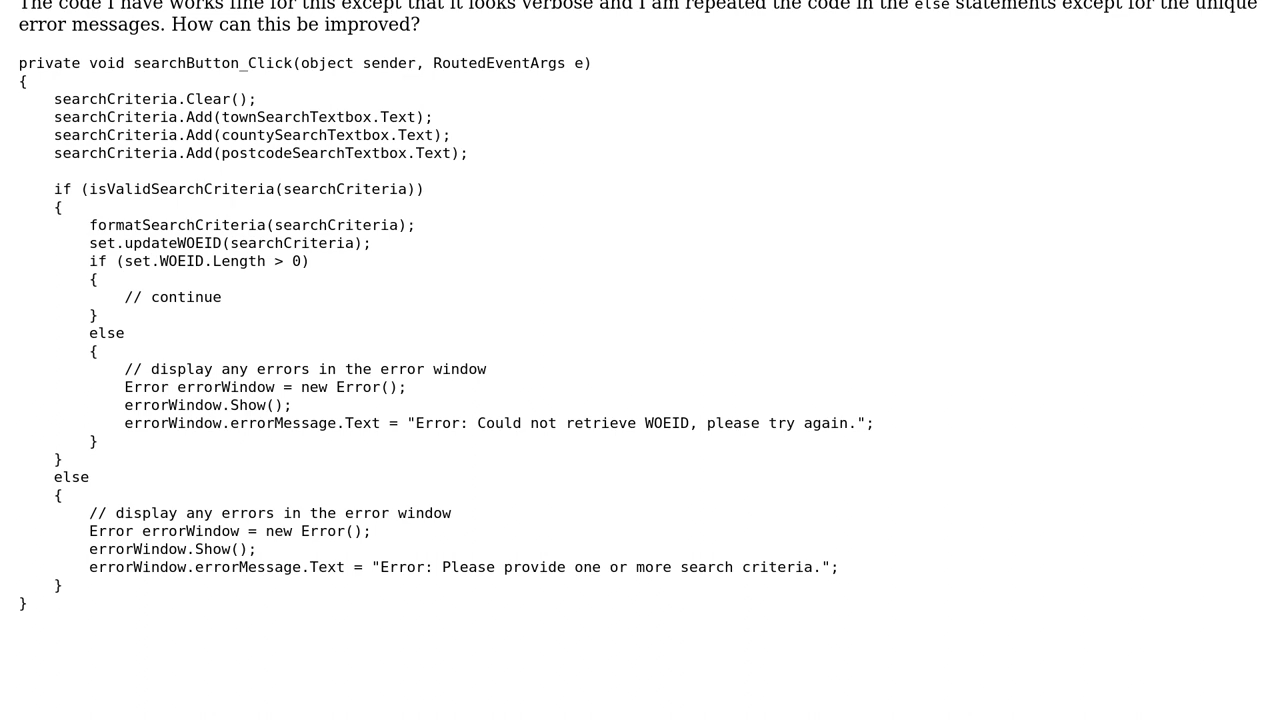 The code I have works fine for this except that it looks verbose and I am repeated the code in the else statements except for the unique
error messages. How can this be improved?
private void searchButton_Click(object sender, RoutedEventArgs e)
{
    searchCriteria.Clear();
    searchCriteria.Add(townSearchTextbox.Text);
    searchCriteria.Add(countySearchTextbox.Text);
    searchCriteria.Add(postcodeSearchTextbox.Text);

    if (isValidSearchCriteria(searchCriteria))
    {
        formatSearchCriteria(searchCriteria);
        set.updateWOEID(searchCriteria);
        if (set.WOEID.Length > 0)
        {
            // continue
        }
        else
        {
            // display any errors in the error window
            Error errorWindow = new Error();
            errorWindow.Show();
            errorWindow.errorMessage.Text = "Error: Could not retrieve WOEID, please try again.";
        }
    }
    else
    {
        // display any errors in the error window
        Error errorWindow = new Error();
        errorWindow.Show();
        errorWindow.errorMessage.Text = "Error: Please provide one or more search criteria.";
    }
}